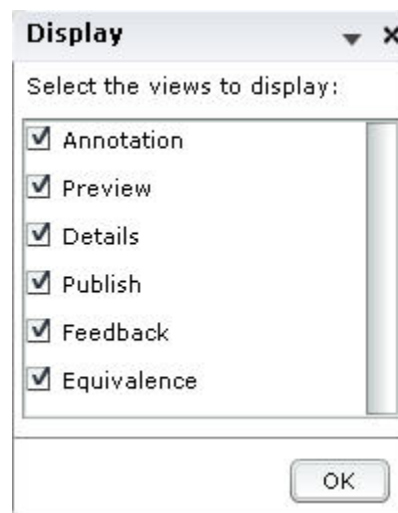 Display
Select the views to display:
Annotation
Preview
Details
Publish
Feedback
Equivalence
OK